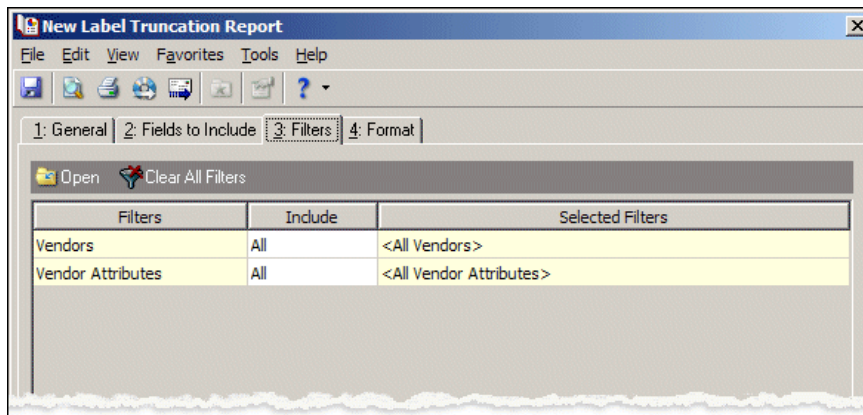 New Label Truncation Report
File Edit View Favorites Tools Help
1: General 2: Fields to Include 3: Filters 4: Format
Open Clear All Filters
Filters Include Selected Filters
Vendors All <All Vendors>
Vendor Attributes All <All Vendor Attributes>